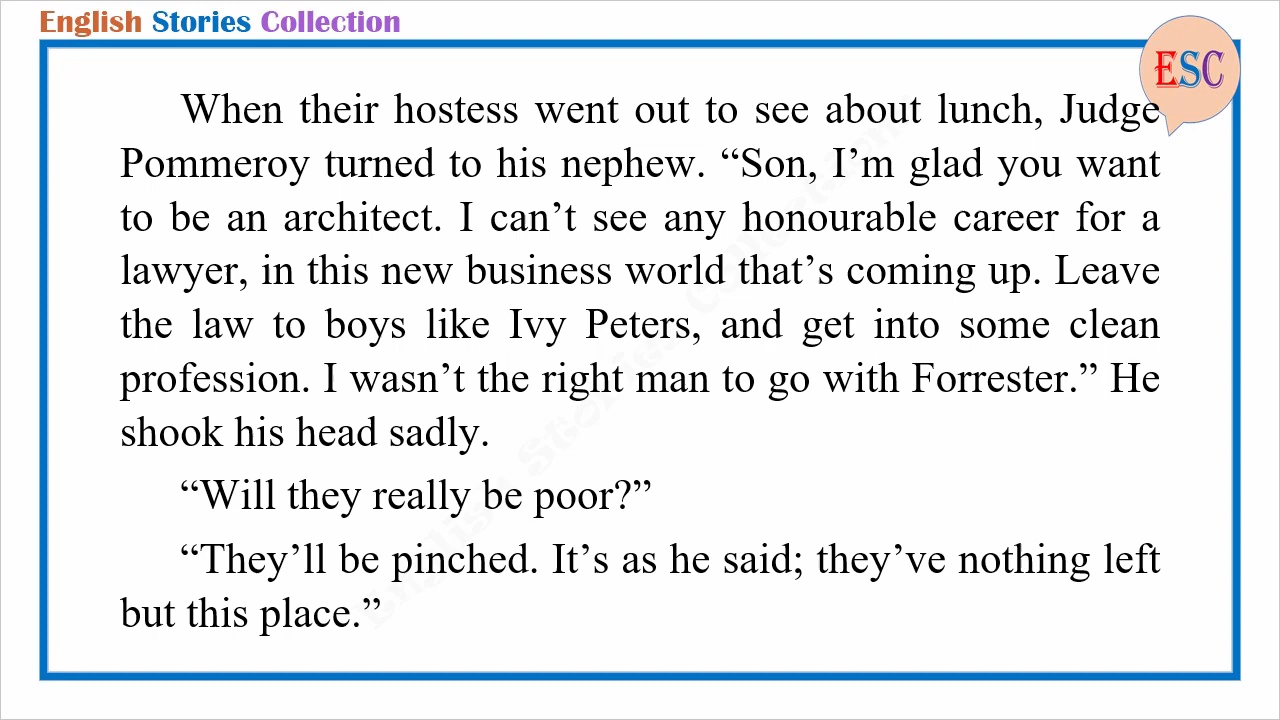 English Stories Collection
ESC
When their hostess went out to see about lunch, Judge
Pommeroy turned to his nephew. “Son, I’m glad you want
to be an architect. I can’t see any honourable career for a
lawyer, in this new business world that’s coming up. Leave
the law to boys like Ivy Peters, and get into some clean
profession. I wasn’t the right man to go with Forrester.” He
shook his head sadly.
“Will they really be poor?”
“They’ll be pinched. It’s as he said; they’ve nothing left
but this place.”